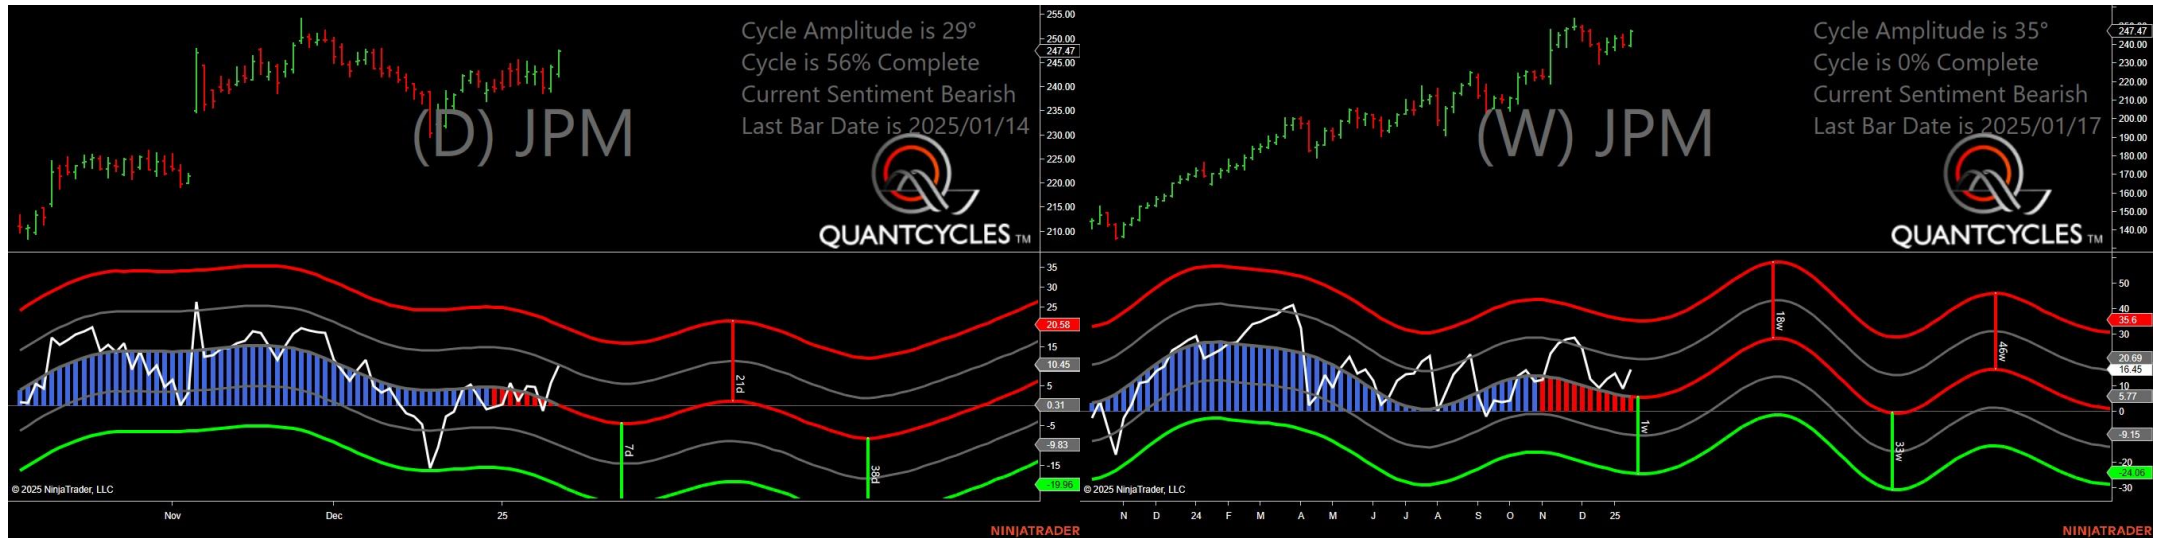 Cycle Amplitude is 29°
Cycle is 56% Complete
Current Sentiment Bearish
Last Bar Date is 2025/01/14
(D) JPM
QUANTCYCLES TM
255.00
250.00
247.47
245.00
240.00
235.00
230.00
225.00
220.00
215.00
210.00
35
30
25
20.58
15
10.45
5
0.31
-5
-9.83
-15
-19.96
21d
7d
38d
© 2025 NinjaTrader, LLC
Nov
Dec
25
NINJATRADER
Cycle Amplitude is 35°
Cycle is 0% Complete
Current Sentiment Bearish
Last Bar Date is 2025/01/17
(W) JPM
QUANTCYCLES TM
247.47
240.00
230.00
220.00
210.00
200.00
190.00
180.00
170.00
160.00
150.00
140.00
50
40
35.6
30
20.69
16.45
10
5.77
0
-9.15
-20
-24.06
-30
18w
46w
1w
33w
© 2025 NinjaTrader, LLC
N
D
24
F
M
A
M
J
J
A
S
O
N
D
25
NINJATRADER